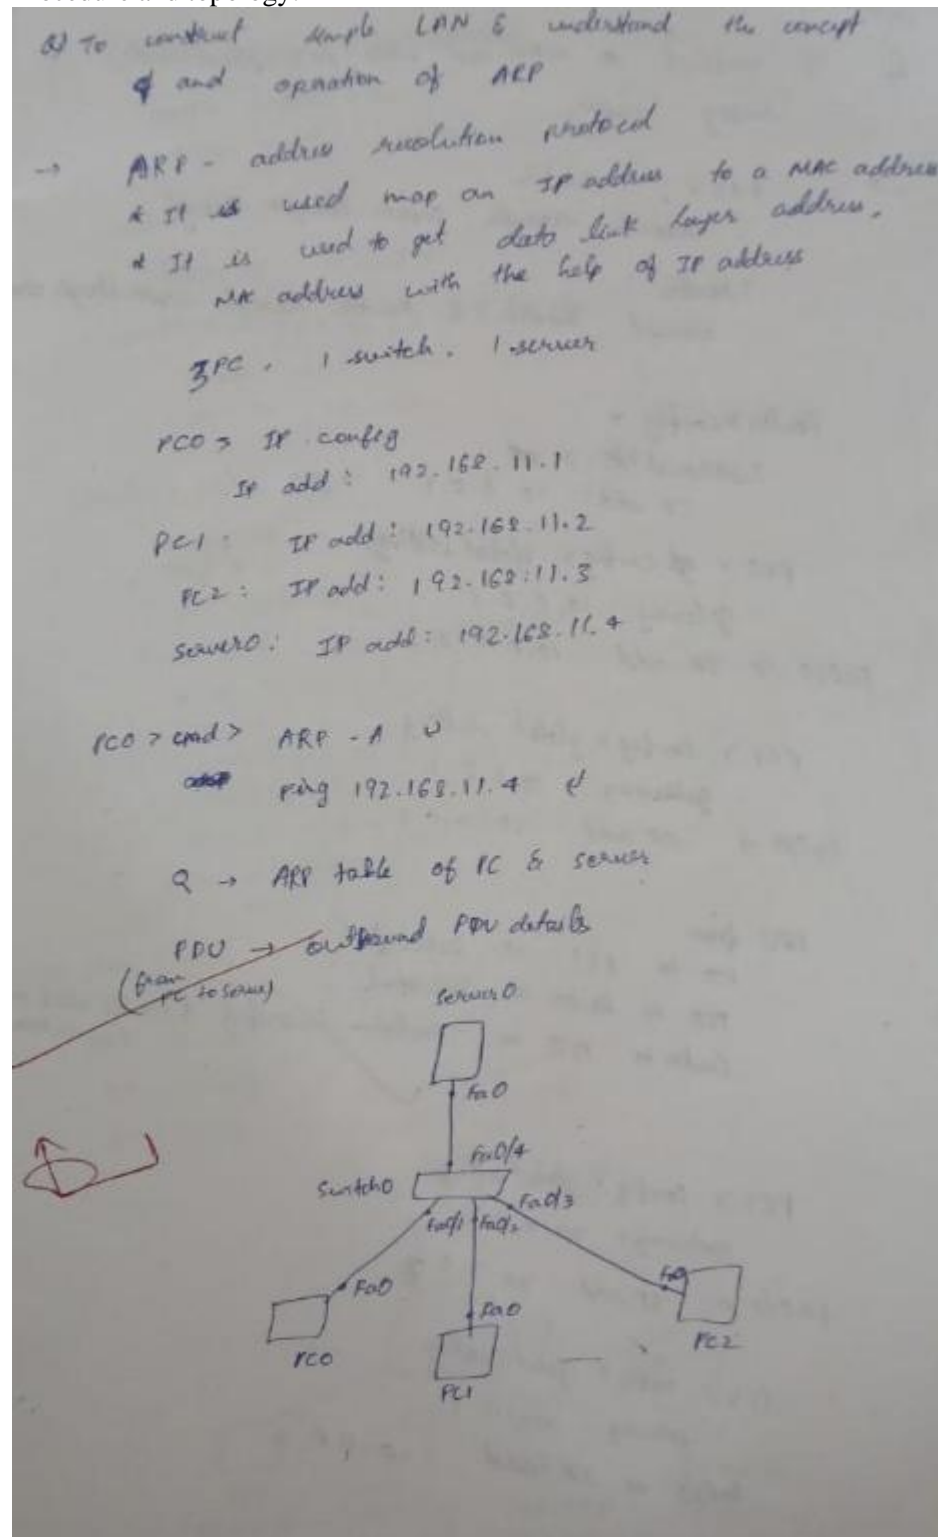 Procedure and topology:
Q) To construct simple LAN & understand the concept
and operation of ARP
→ ARP - address resolution protocol
* It is used map an IP address to a MAC address
* It is used to get data link layer address,
MAC address with the help of IP address
3PC, 1 switch, 1 server
PC0 > IP config
IP add : 192.168.11.1
PC1 : IP add : 192.168.11.2
PC2 : IP add : 192.168.11.3
server0 : IP add : 192.168.11.4
PC0 > cmd > ARP -A
ping 192.168.11.4
Q → ARP table of PC & server
PDU → outbound PDU details
(from PC to server)
Server0
Fa0
Fa0/4
Switch0
Fa0/3
Fa0/1 Fa0/2
Fa0
Fa0
Fa0
PC0
PC1
PC2